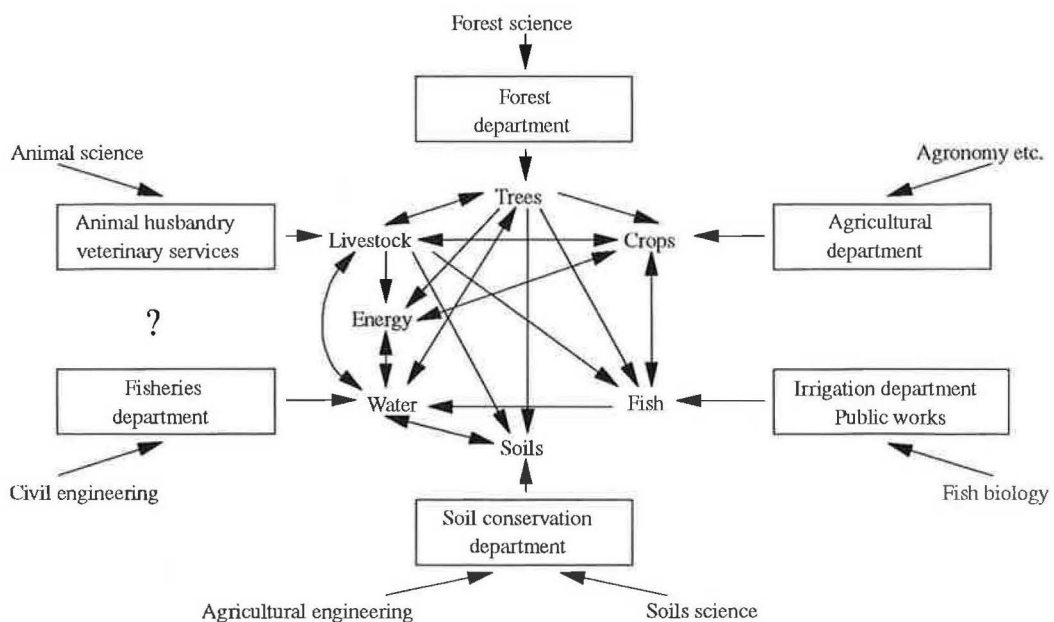 Forest science
Forest
department
Animal science
Agronomy etc.
Trees
Animal husbandry
veterinary services
Livestock
Crops
Agricultural
department
Energy
?
Fisheries
department
Water
Fish
Irrigation department
Public works
Soils
Civil engineering
Fish biology
Soil conservation
department
Agricultural engineering
Soils science